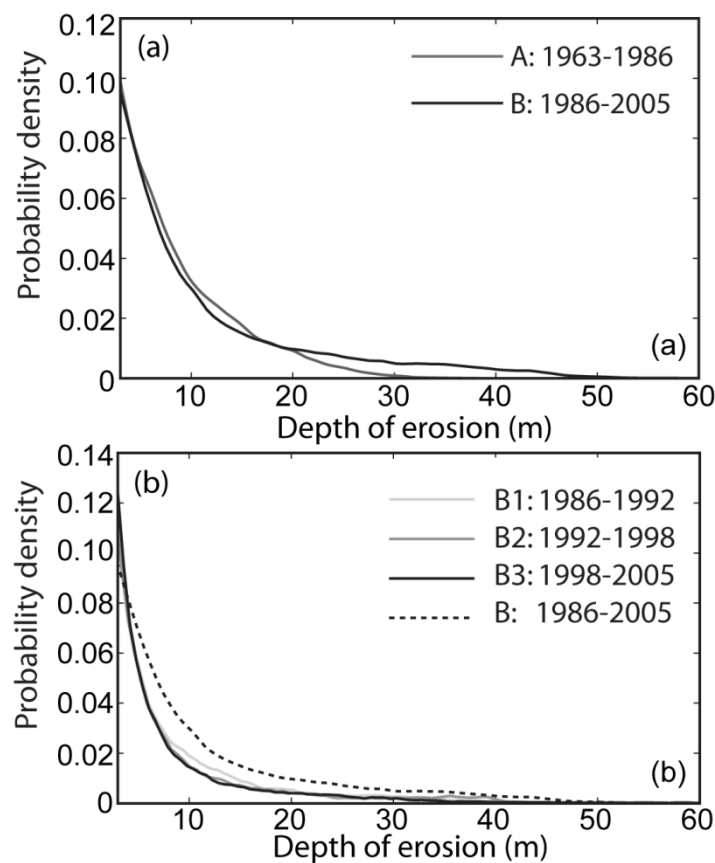 0.12
(a)
A: 1963-1986
0.10
B: 1986-2005
0.08
Probability density
0.06
0.04
0.02
(a)
0
10 20 30 40 50 60
Depth of erosion (m)
0.14
(b)
B1: 1986-1992
0.12
B2: 1992-1998
0.10
B3: 1998-2005
0.08
B: 1986-2005
Probability density
0.06
0.04
0.02
(b)
0
10 20 30 40 50 60
Depth of erosion (m)